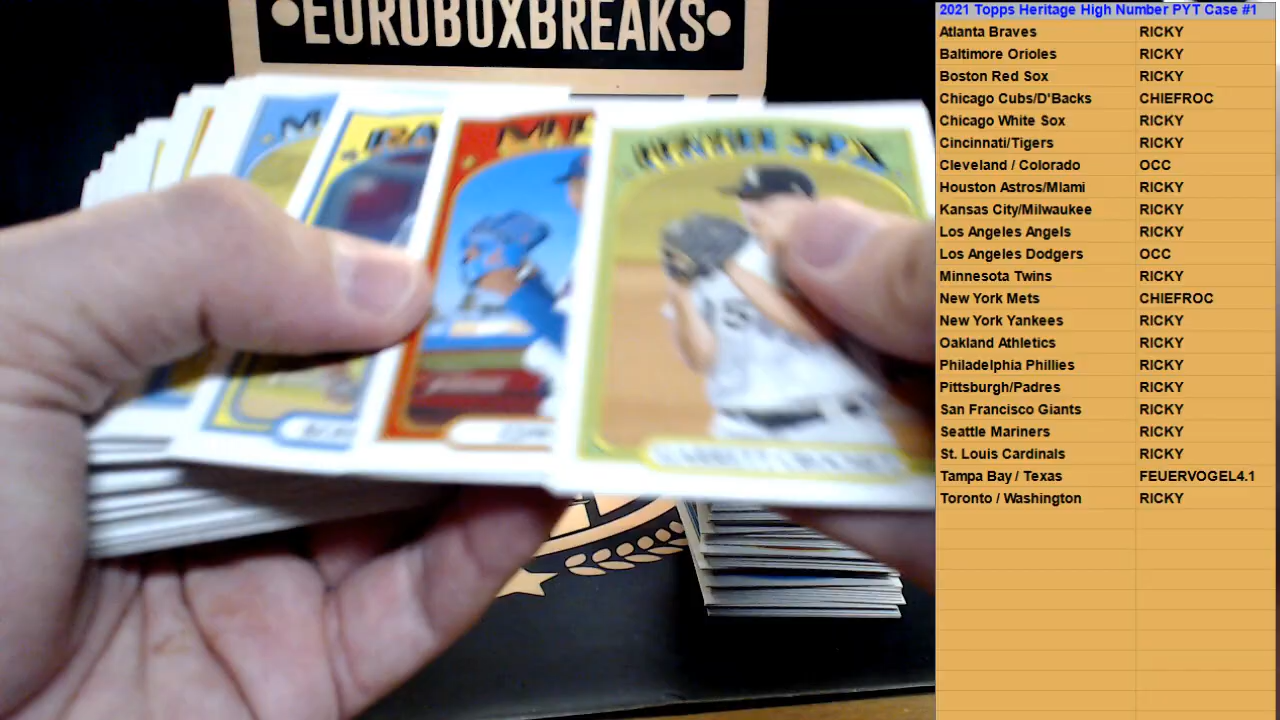 •EUROBOXBREAKS•
WHITE SOX
2021 Topps Heritage High Number PYT Case #1
Atlanta Braves RICKY
Baltimore Orioles RICKY
Boston Red Sox RICKY
Chicago Cubs/D'Backs CHIEFROC
Chicago White Sox RICKY
Cincinnati/Tigers RICKY
Cleveland / Colorado OCC
Houston Astros/MIami RICKY
Kansas City/Milwaukee RICKY
Los Angeles Angels RICKY
Los Angeles Dodgers OCC
Minnesota Twins RICKY
New York Mets CHIEFROC
New York Yankees RICKY
Oakland Athletics RICKY
Philadelphia Phillies RICKY
Pittsburgh/Padres RICKY
San Francisco Giants RICKY
Seattle Mariners RICKY
St. Louis Cardinals RICKY
Tampa Bay / Texas FEUERVOGEL4.1
Toronto / Washington RICKY